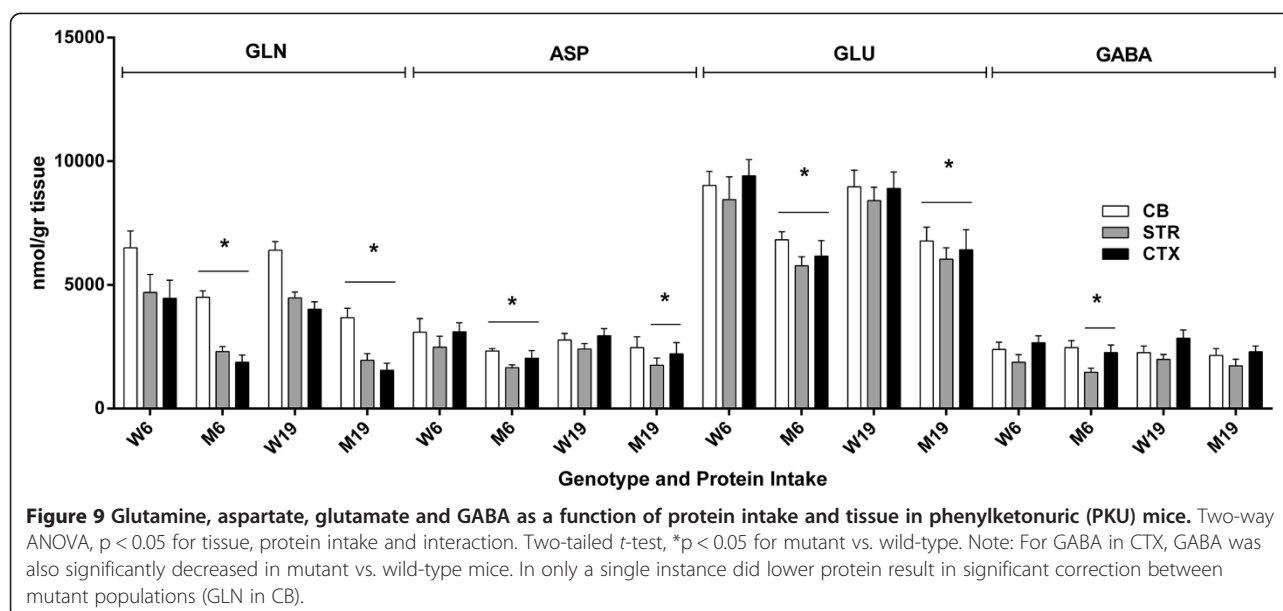 15000
GLN ASP GLU GABA
10000
* *
*
CB
STR
CTX
nmol/gr tissue
5000
* *
* *
*
0
W6 M6 W19 M19 W6 M6 W19 M19 W6 M6 W19 M19 W6 M6 W19 M19
Genotype and Protein Intake
Figure 9 Glutamine, aspartate, glutamate and GABA as a function of protein intake and tissue in phenylketonuric (PKU) mice. Two-way
ANOVA, p < 0.05 for tissue, protein intake and interaction. Two-tailed t-test, *p < 0.05 for mutant vs. wild-type. Note: For GABA in CTX, GABA was
also significantly decreased in mutant vs. wild-type mice. In only a single instance did lower protein result in significant correction between
mutant populations (GLN in CB).